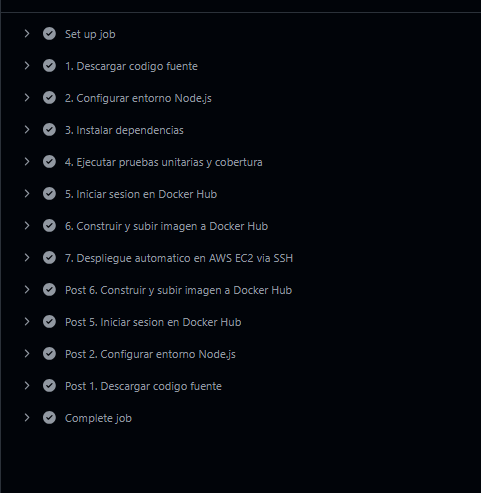 Set up job
1. Descargar codigo fuente
2. Configurar entorno Node.js
3. Instalar dependencias
4. Ejecutar pruebas unitarias y cobertura
5. Iniciar sesion en Docker Hub
6. Construir y subir imagen a Docker Hub
7. Despliegue automatico en AWS EC2 via SSH
Post 6. Construir y subir imagen a Docker Hub
Post 5. Iniciar sesion en Docker Hub
Post 2. Configurar entorno Node.js
Post 1. Descargar codigo fuente
Complete job